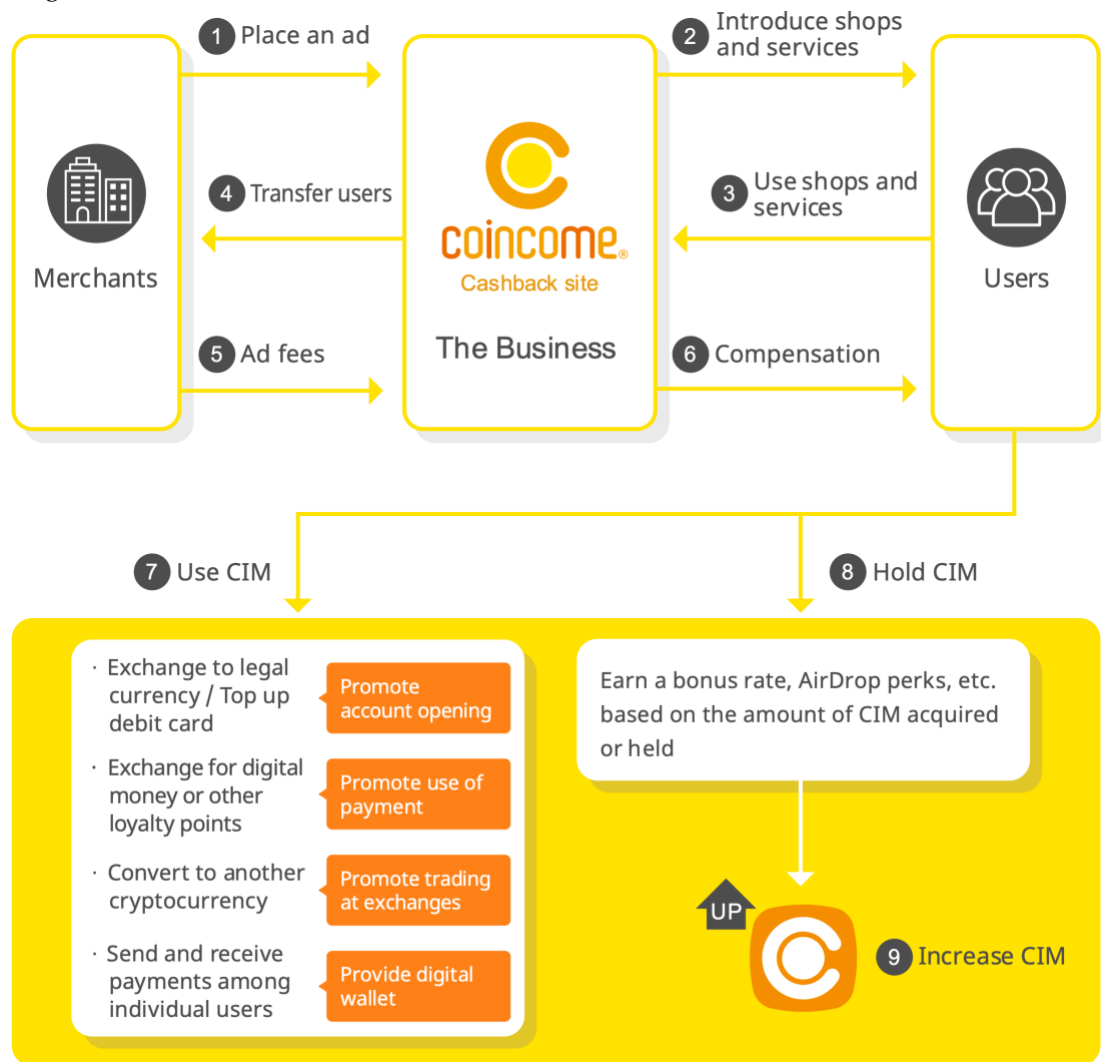 1 Place an ad
2 Introduce shops
and services
Merchants
4 Transfer users
coincome®
Cashback site
The Business
3 Use shops and
services
Users
5 Ad fees
6 Compensation
7 Use CIM
8 Hold CIM
· Exchange to legal
currency / Top up
debit card
Promote
account opening
· Exchange for digital
money or other
loyalty points
Promote use of
payment
· Convert to another
cryptocurrency
Promote trading
at exchanges
· Send and receive
payments among
individual users
Provide digital
wallet
Earn a bonus rate, AirDrop perks, etc.
based on the amount of CIM acquired
or held
UP
9 Increase CIM